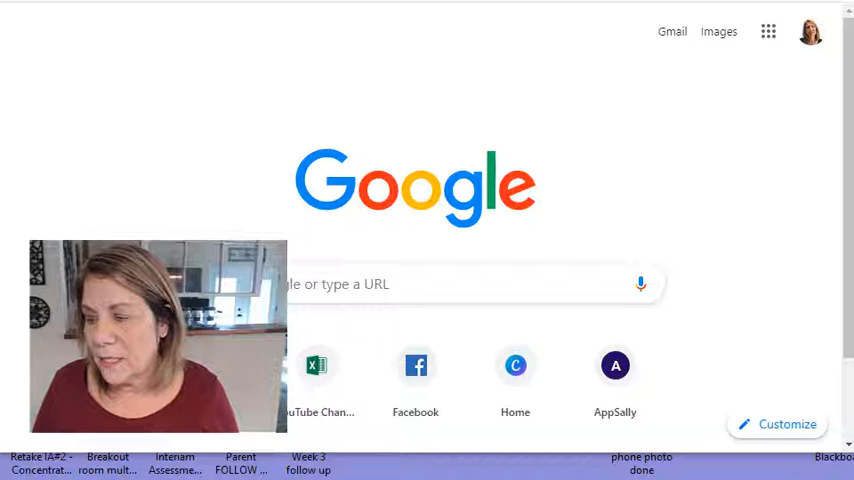 Gmail Images
Google
gle or type a URL
ouTube Chan...
Facebook
Home
A
AppSally
Customize
Retake IA#2 -
Concentrat...
Breakout
room mult...
Interiam
Assessme...
Parent
FOLLOW ...
Week 3
follow up
phone photo
done
Blackboa